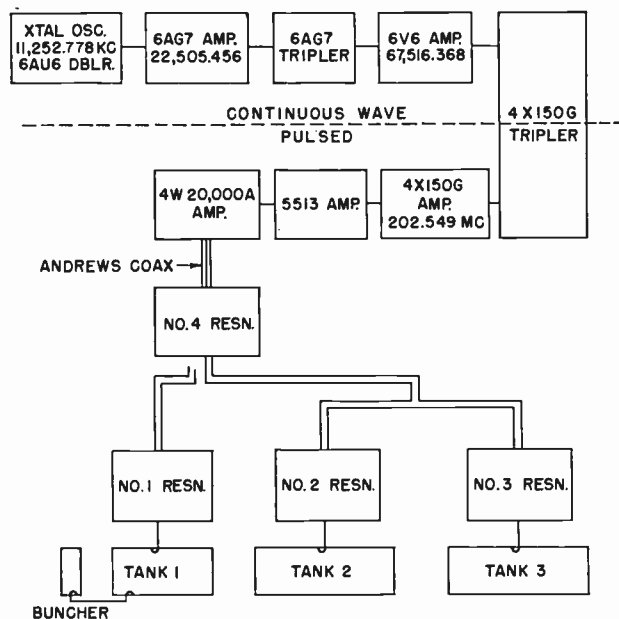 XTAL OSC.
11,252.778 KC
6AU6 DBLR.
6AG7 AMP.
22,505.456
6AG7
TRIPLER
6V6 AMP.
67,516.368
4X150G
TRIPLER
CONTINUOUS WAVE
PULSED
4W 20,000A
AMP.
5513 AMP.
4X150G
AMP.
202.549 MC
ANDREWS COAX
NO.4 RESN.
NO.1 RESN.
NO.2 RESN.
NO.3 RESN.
TANK 1
TANK 2
TANK 3
BUNCHER